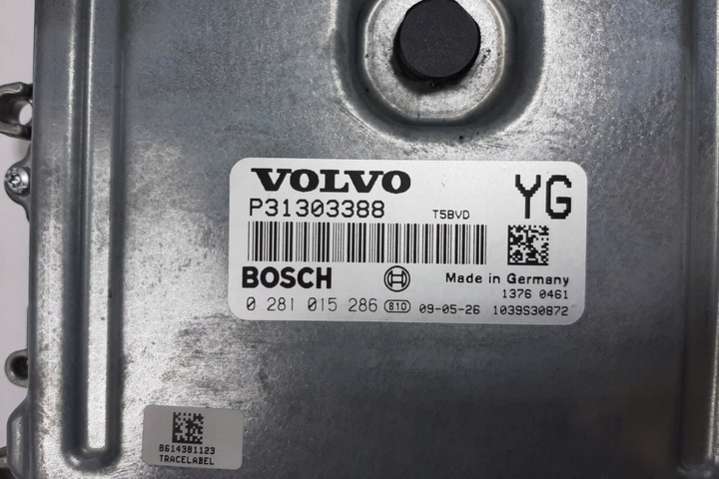 VOLVO YG
P31303388 T5BVD
BOSCH Made in Germany
1376 0461
0 281 015 286 810 09-05-26 1039S30872
8614381123
TRACELABEL